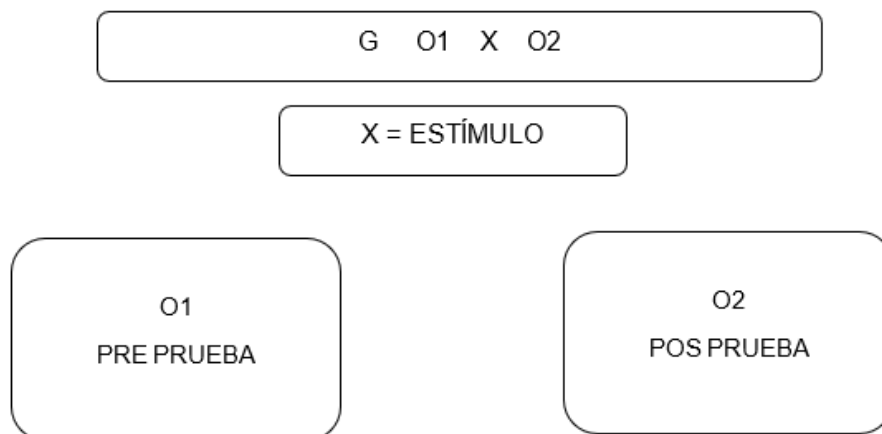 G O1 X O2
X = ESTÍMULO
O1
PRE PRUEBA
O2
POS PRUEBA